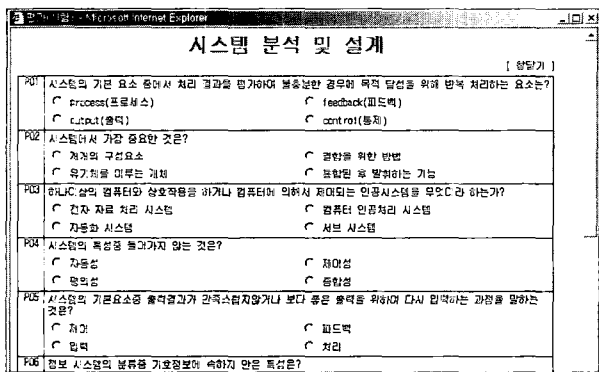 평가시험 - Microsoft Internet Explorer
시스템 분석 및 설계
[ 창닫기 ]
P01 시스템의 기본 요소 중에서 처리 결과를 평가하여 불충분한 경우에 목적 달성을 위해 반복 처리하는 요소는?
process(프로세스) feedback(피드백)
output(출력) control(통제)
P02 시스템에서 가장 중요한 것은?
개개의 구성요소 결합을 위한 방법
유기체를 이루는 개체 통합된 후 발휘하는 기능
P03 하나 이상의 컴퓨터와 상호작용을 하거나 컴퓨터에 의해서 제어되는 인공시스템을 무엇이라 하는가?
전자 자료 처리 시스템 컴퓨터 인공처리 시스템
자동화 시스템 서브 시스템
P04 시스템의 특성중 들어가지 않는 것은?
자동성 제어성
종합성
P05 시스템의 기본요소중 출력결과가 만족스럽지않거나 보다 좋은 출력을 위하여 다시 입력하는 과정을 말하는
것은?
제어 피드백
입력 처리
P06 정보 시스템의 분류중 기호정보에 속하지 않은 특성은?